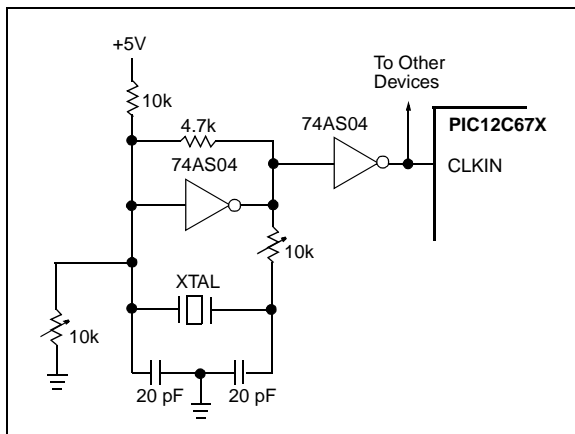 +5V
10k
4.7k
74AS04
74AS04
To Other
Devices
PIC12C67X
CLKIN
10k
XTAL
10k
20 pF
20 pF